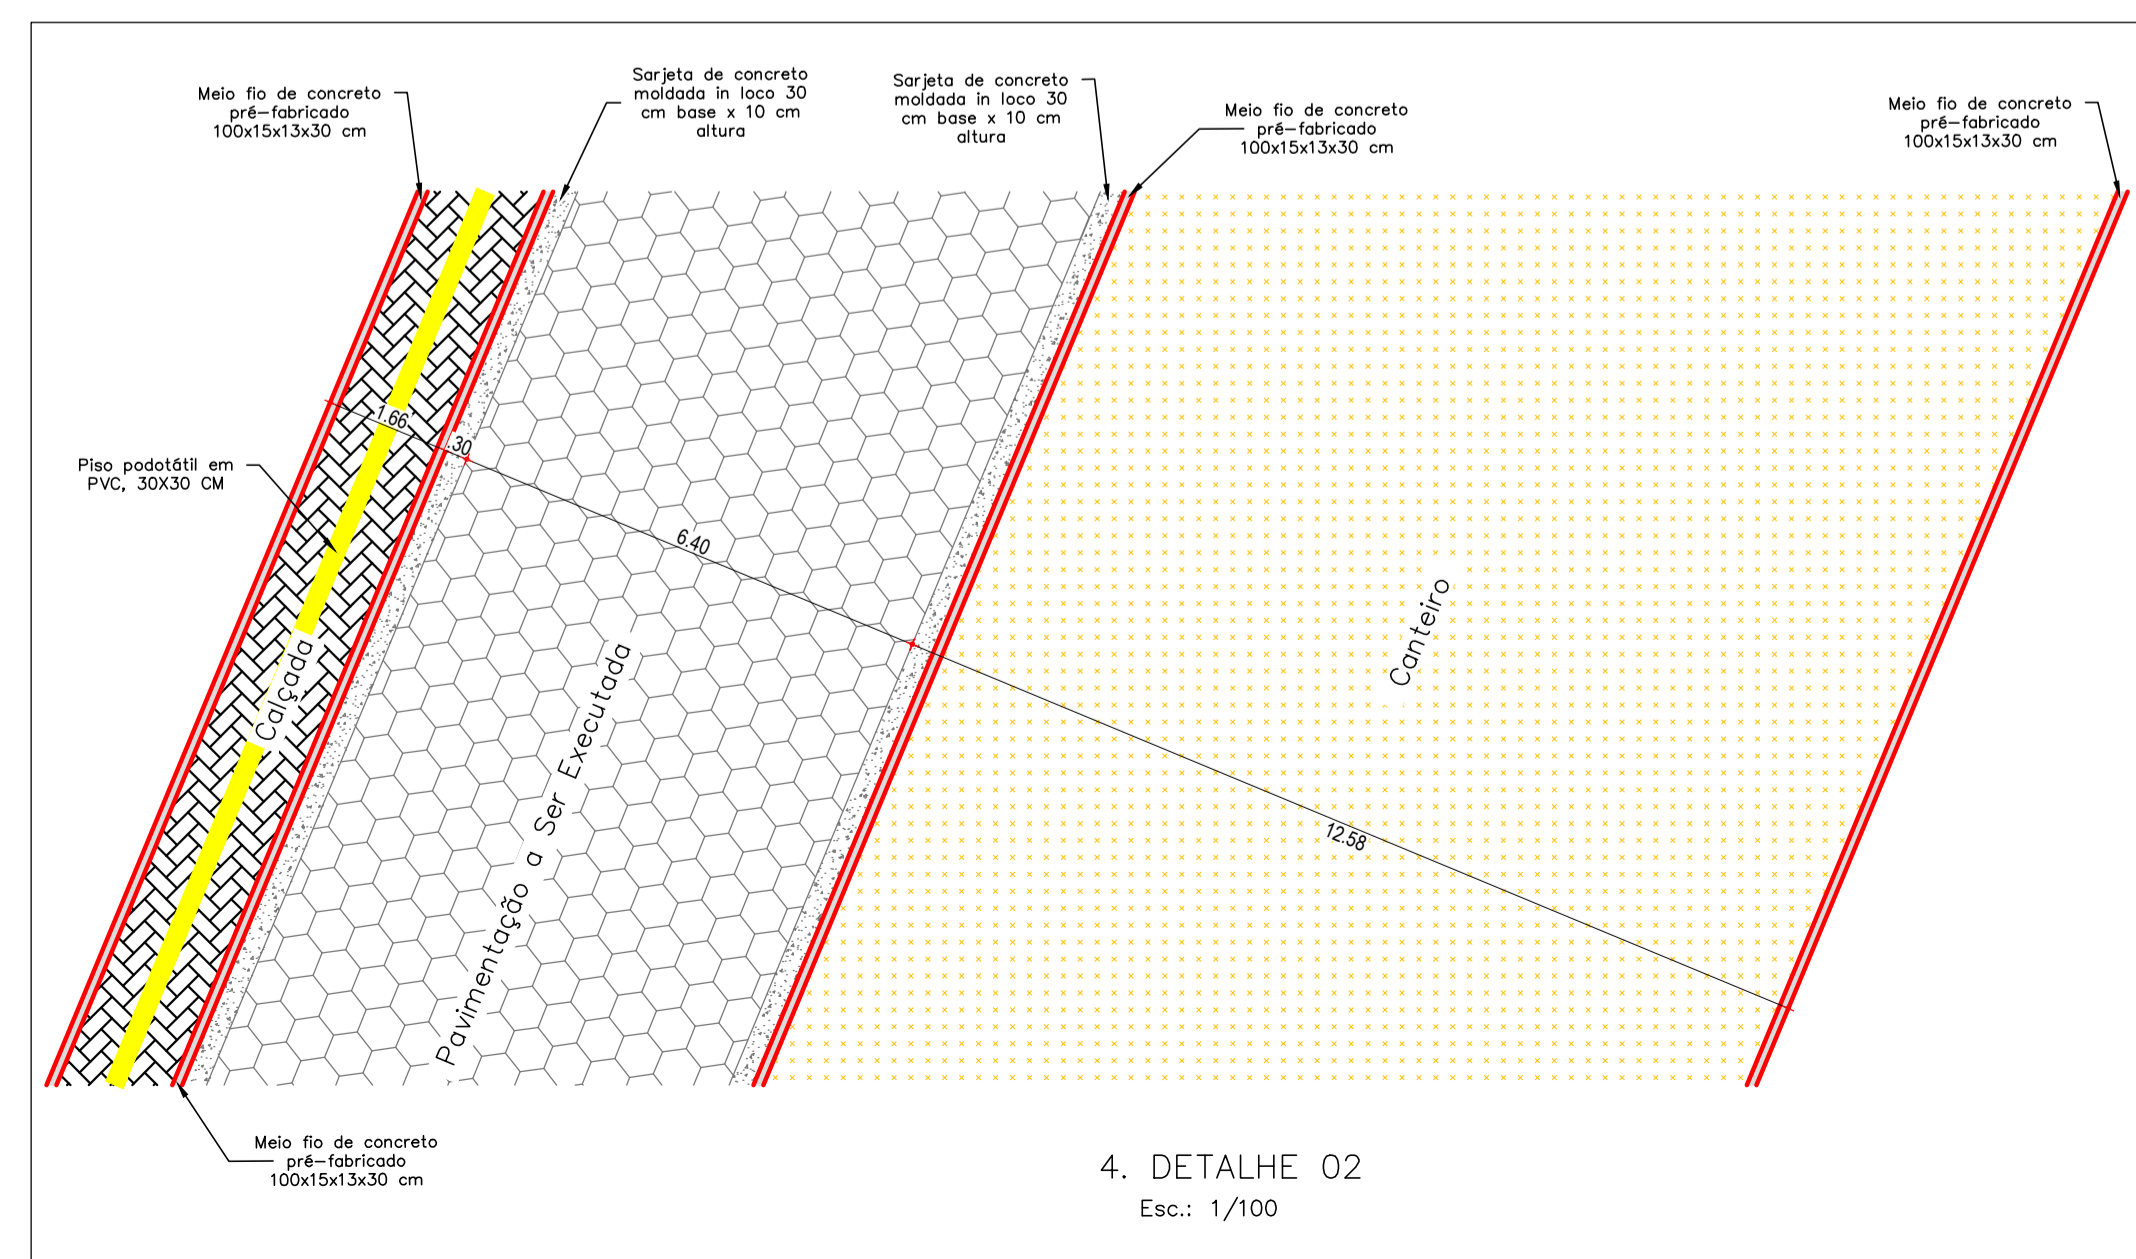 Meio fio de concreto
pré-fabricado
100x15x13x30 cm
Sarjeta de concreto
moldada in loco 30
cm base x 10 cm
altura
Sarjeta de concreto
moldada in loco 30
cm base x 10 cm
altura
Meio fio de concreto
pré-fabricado
100x15x13x30 cm
Meio fio de concreto
pré-fabricado
100x15x13x30 cm
1.66
.30
Piso podotátil em
PVC, 30X30 CM
6.40
Calçada
Pavimentação a Ser Executada
Canteiro
12.58
Meio fio de concreto
pré-fabricado
100x15x13x30 cm
4. DETALHE 02
Esc.: 1/100